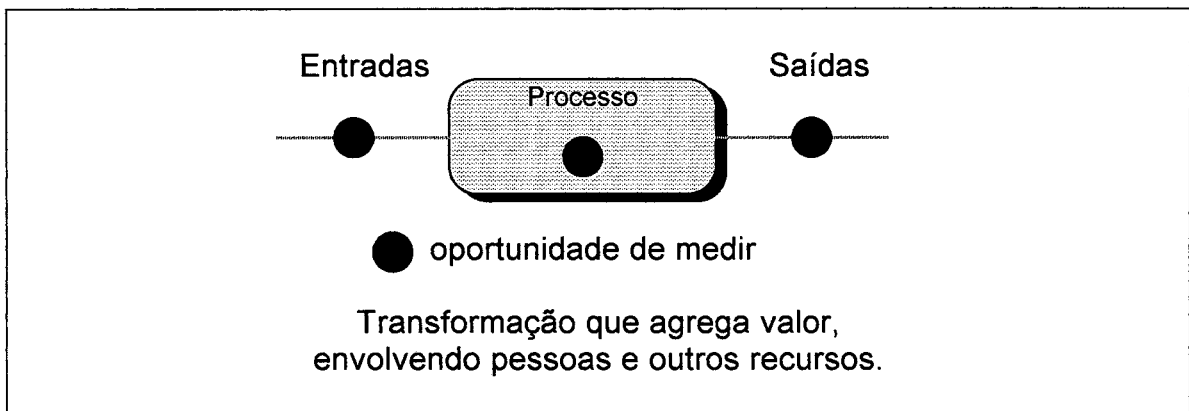 Entradas
Saídas
Processo
oportunidade de medir
Transformação que agrega valor,
envolvendo pessoas e outros recursos.